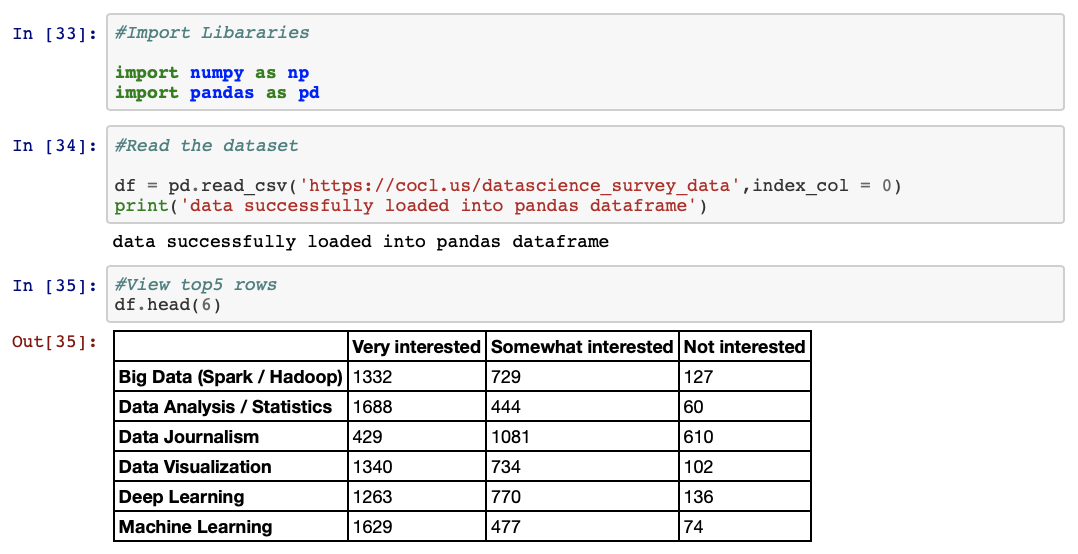 In [33]: #Import Libararies
import numpy as np
import pandas as pd
In [34]: #Read the dataset
df = pd.read_csv('https://cocl.us/datascience_survey_data',index_col = 0)
print('data successfully loaded into pandas dataframe')
data successfully loaded into pandas dataframe
In [35]: #View top5 rows
df.head(6)
Out[35]:
Very interested Somewhat interested Not interested
Big Data (Spark / Hadoop) 1332 729 127
Data Analysis / Statistics 1688 444 60
Data Journalism 429 1081 610
Data Visualization 1340 734 102
Deep Learning 1263 770 136
Machine Learning 1629 477 74